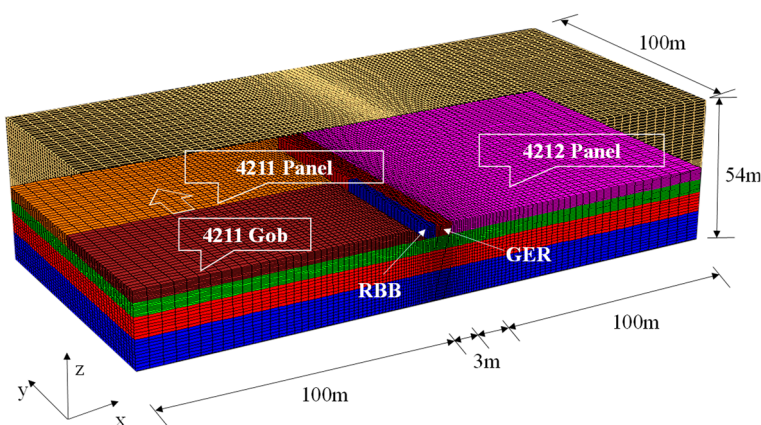 100m
4212 Panel
4211 Panel
54m
4211 Gob
GER
RBB
100m
3m
100m
z
y
x